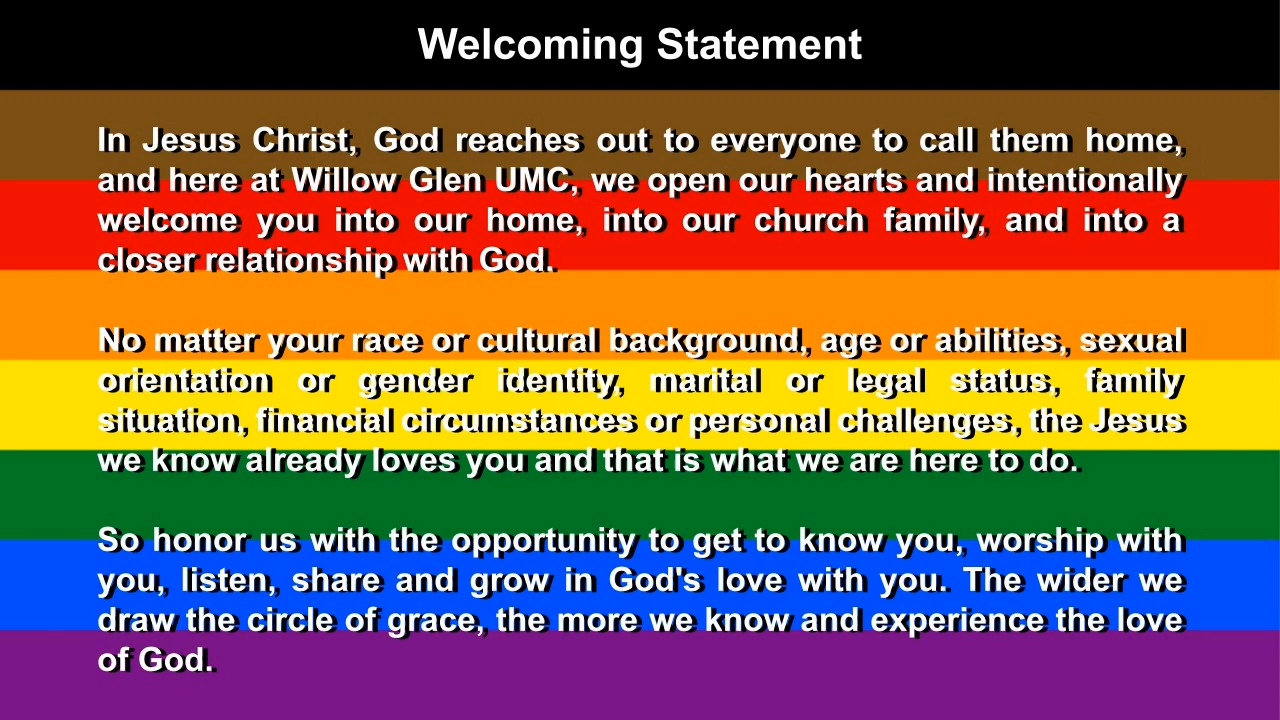 Welcoming Statement
In Jesus Christ, God reaches out to everyone to call them home,
and here at Willow Glen UMC, we open our hearts and intentionally
welcome you into our home, into our church family, and into a
closer relationship with God.
No matter your race or cultural background, age or abilities, sexual
orientation or gender identity, marital or legal status, family
situation, financial circumstances or personal challenges, the Jesus
we know already loves you and that is what we are here to do.
So honor us with the opportunity to get to know you, worship with
you, listen, share and grow in God's love with you. The wider we
draw the circle of grace, the more we know and experience the love
of God.